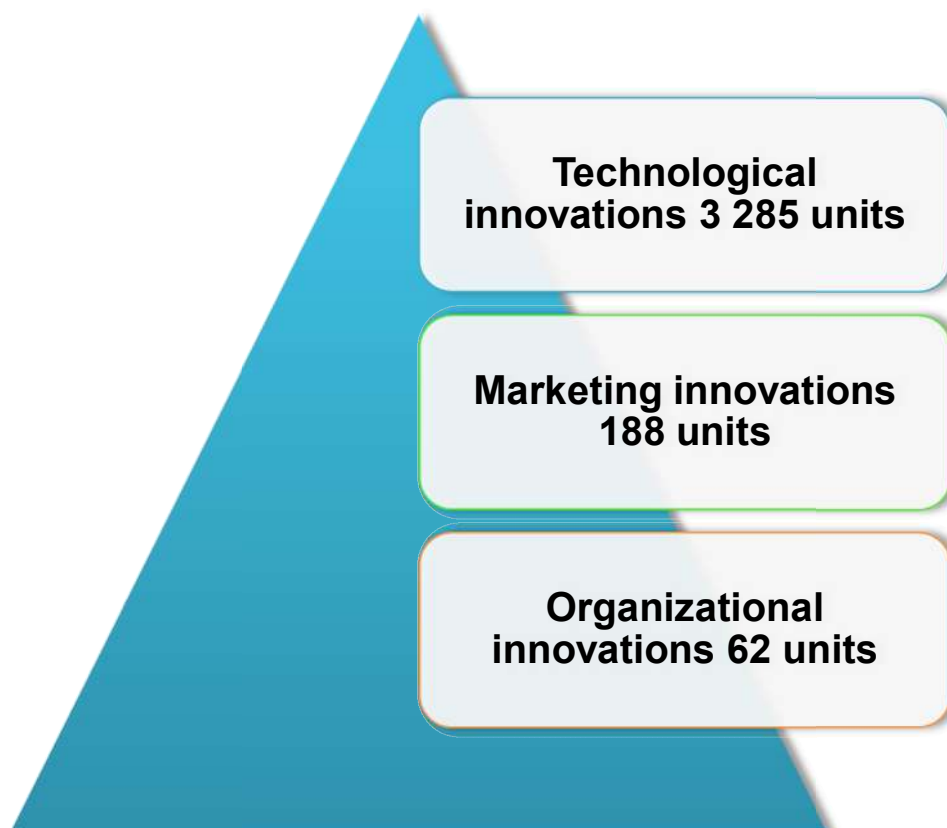 Technological
innovations 3 285 units
Marketing innovations
188 units
Organizational
innovations 62 units